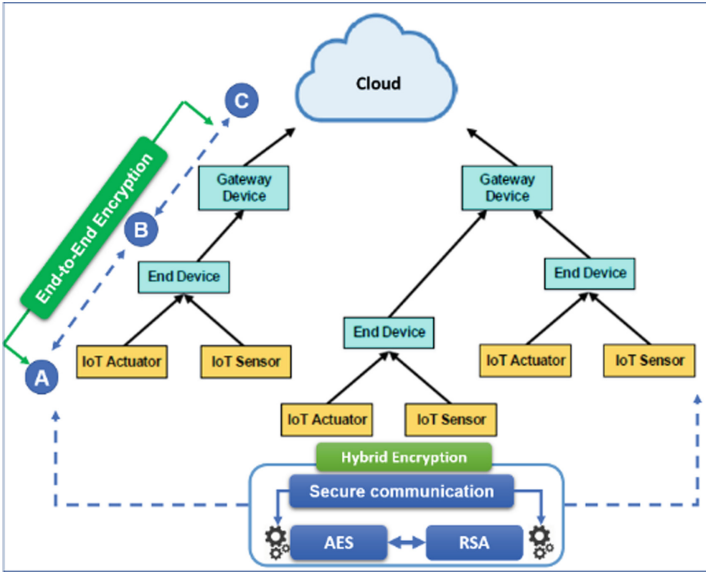 Cloud
C
Gateway
Device
Gateway
Device
End-to-End Encryption
B
End Device
End Device
End Device
A
IoT Actuator
IoT Sensor
IoT Actuator
IoT Sensor
IoT Actuator
IoT Sensor
Hybrid Encryption
Secure communication
AES
RSA